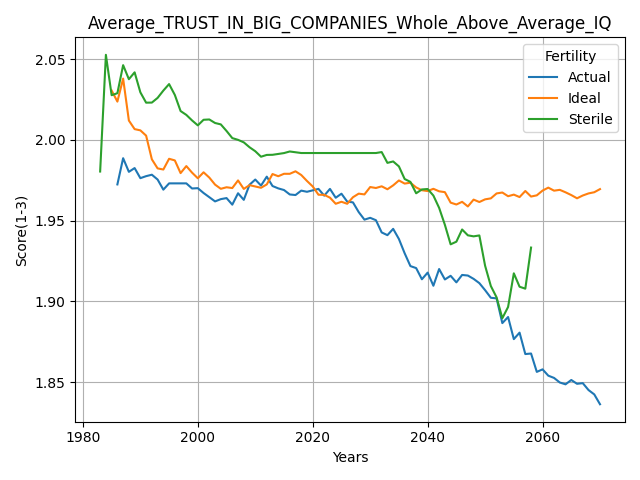 Average_TRUST_IN_BIG_COMPANIES_Whole_Above_Average_IQ
Fertility
Actual
Ideal
Sterile
Score(1-3)
2.05
2.00
1.95
1.90
1.85
1980
2000
2020
2040
2060
Years